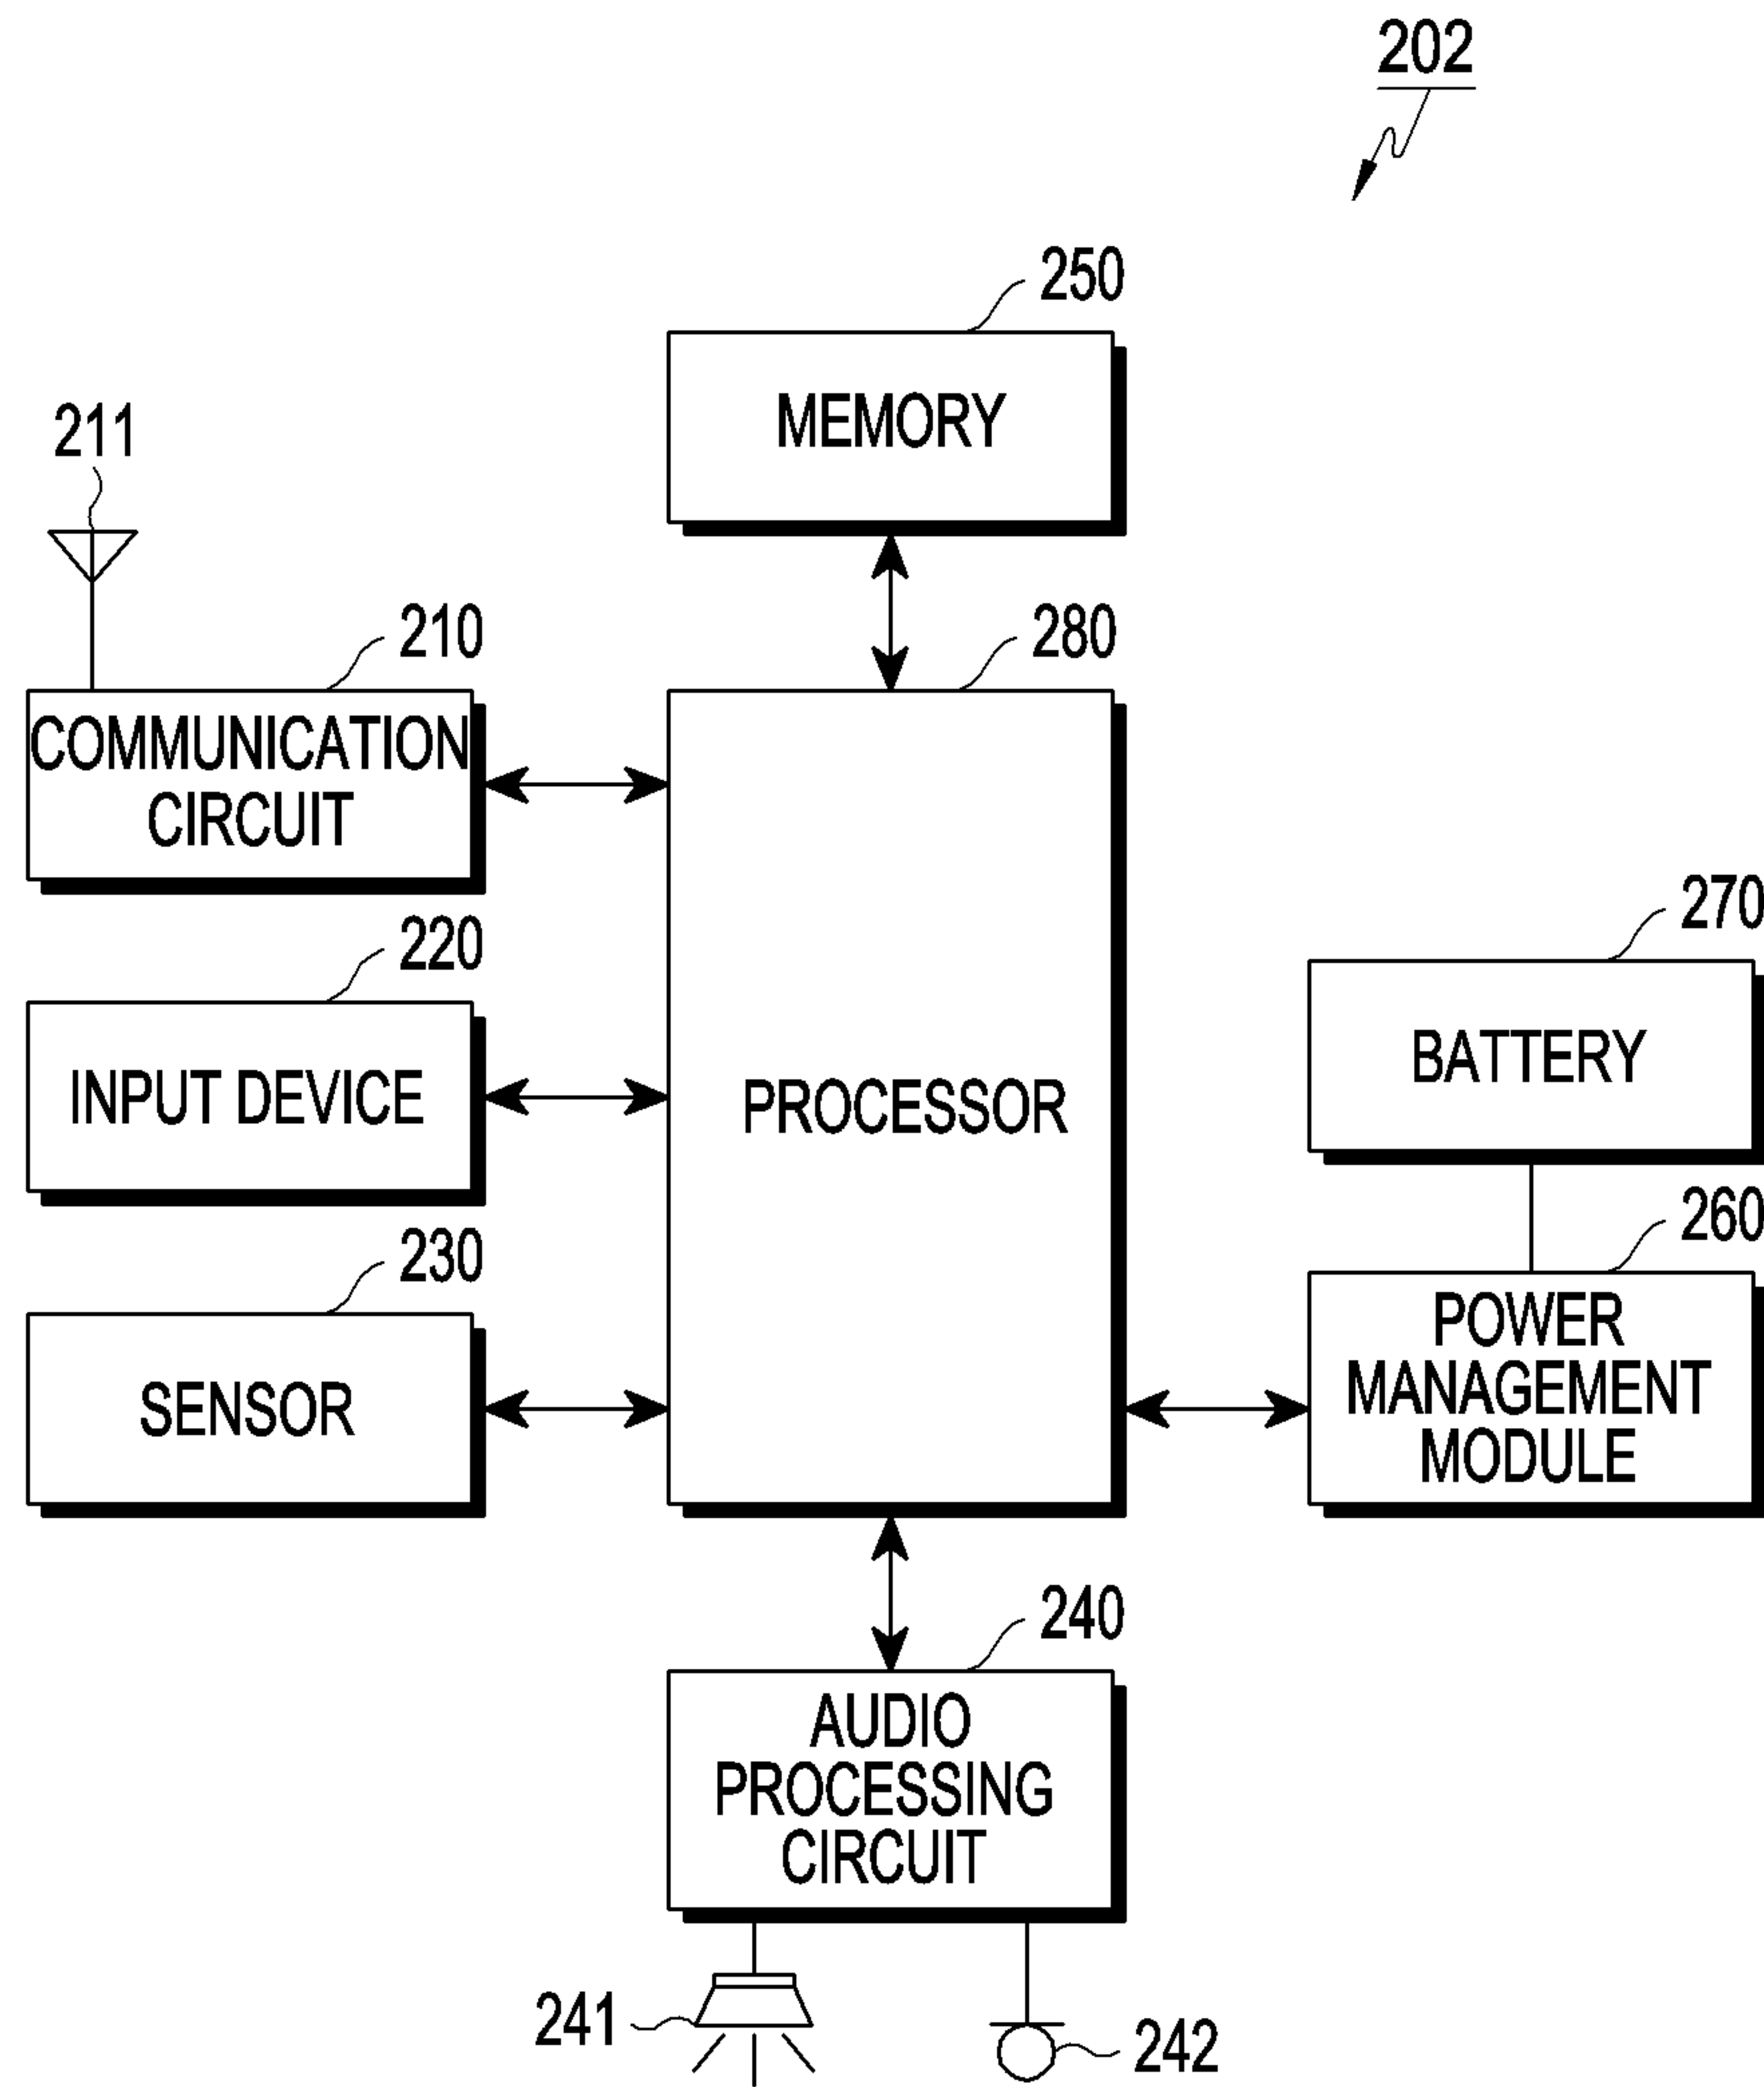 202
250
MEMORY
211
210
280
COMMUNICATION
CIRCUIT
220
270
INPUT DEVICE
PROCESSOR
BATTERY
230
260
SENSOR
POWER
MANAGEMENT
MODULE
240
AUDIO
PROCESSING
CIRCUIT
241
242